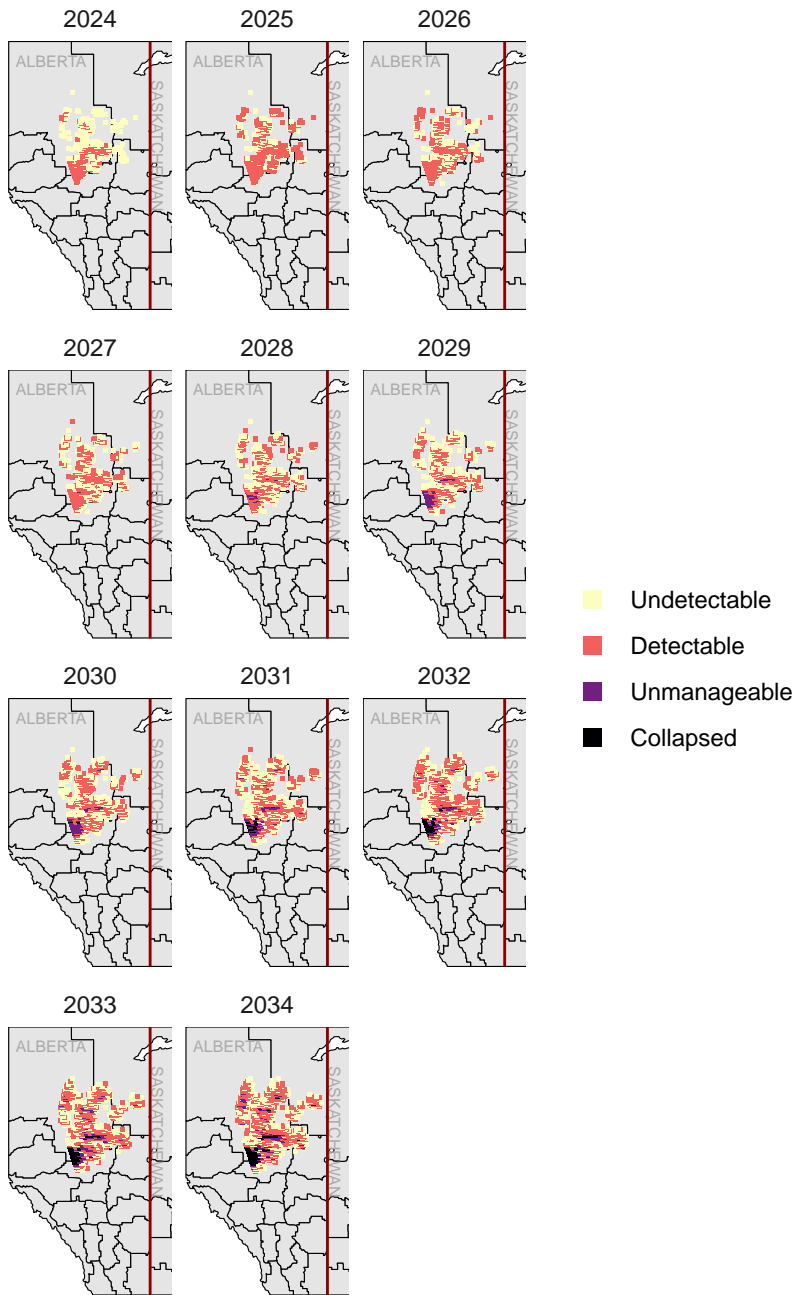 2024 2025 2026
ALBERTA ALBERTA ALBERTA
SASKATCHEWAN SASKATCHEWAN SASKATCHEWAN
2027 2028 2029
ALBERTA ALBERTA ALBERTA
SASKATCHEWAN SASKATCHEWAN SASKATCHEWAN
Undetectable
Detectable
Unmanageable
Collapsed
2030 2031 2032
ALBERTA ALBERTA ALBERTA
SASKATCHEWAN SASKATCHEWAN SASKATCHEWAN
2033 2034
ALBERTA ALBERTA
SASKATCHEWAN SASKATCHEWAN